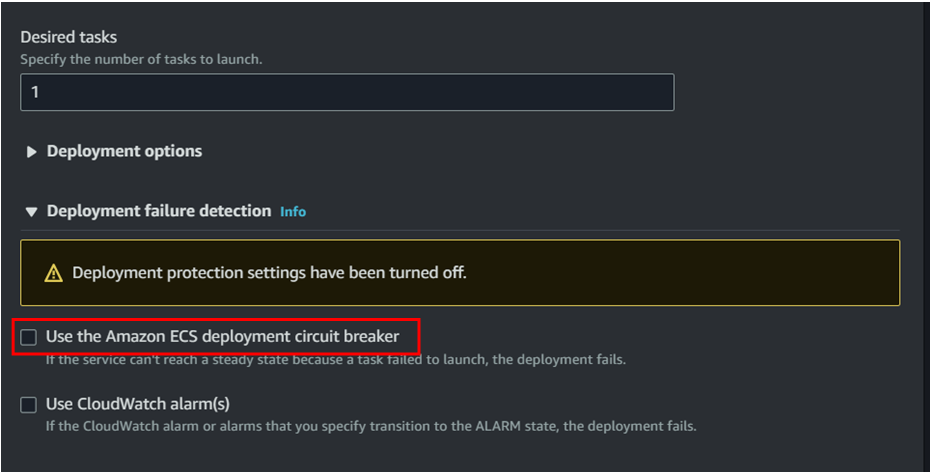 Desired tasks
Specify the number of tasks to launch.
1
Deployment options
Deployment failure detection Info
Deployment protection settings have been turned off.
Use the Amazon ECS deployment circuit breaker
If the service can't reach a steady state because a task failed to launch, the deployment fails.
Use CloudWatch alarm(s)
If the CloudWatch alarm or alarms that you specify transition to the ALARM state, the deployment fails.